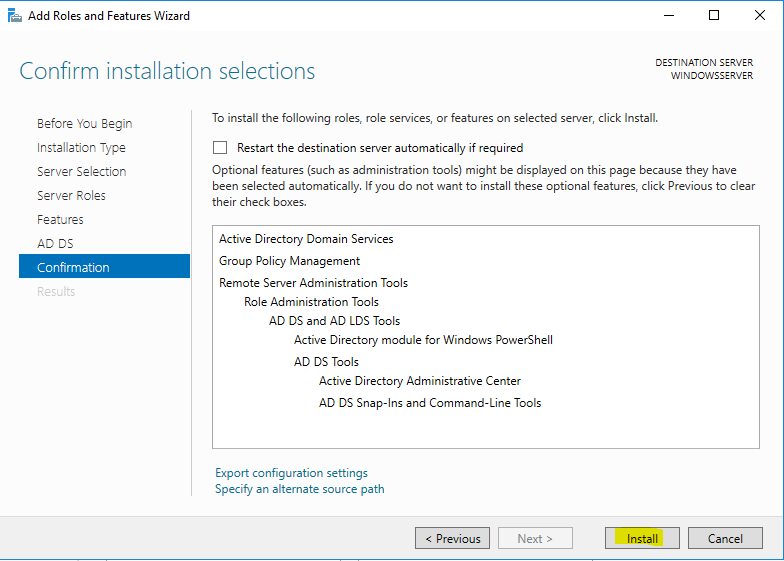 Add Roles and Features Wizard
Confirm installation selections
DESTINATION SERVER
WINDOWSSERVER
Before You Begin
Installation Type
Server Selection
Server Roles
Features
AD DS
Confirmation
Results
To install the following roles, role services, or features on selected server, click Install.
Restart the destination server automatically if required
Optional features (such as administration tools) might be displayed on this page because they have
been selected automatically. If you do not want to install these optional features, click Previous to clear
their check boxes.
Active Directory Domain Services
Group Policy Management
Remote Server Administration Tools
Role Administration Tools
AD DS and AD LDS Tools
Active Directory module for Windows PowerShell
AD DS Tools
Active Directory Administrative Center
AD DS Snap-Ins and Command-Line Tools
Export configuration settings
Specify an alternate source path
< Previous
Next >
Install
Cancel